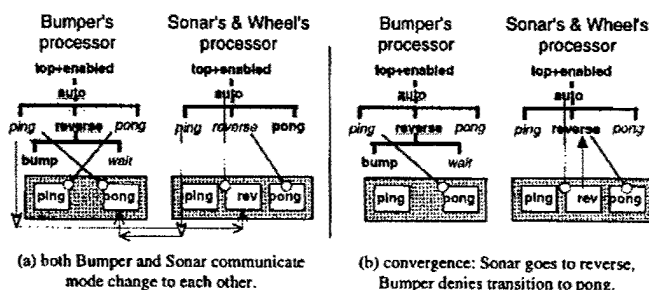 Bumper's processor
Sonar's & Wheel's processor
top+enabled
top+enabled
auto
auto
ping reverse pong
ping reverse pong
bump wait
ping pong
ping rev pong
(a) both Bumper and Sonar communicate
mode change to each other.
Bumper's processor
Sonar's & Wheel's processor
top+enabled
top+enabled
auto
auto
ping reverse pong
ping reverse pong
bump wait
ping pong
ping rev pong
(b) convergence: Sonar goes to reverse,
Bumper denies transition to pong.